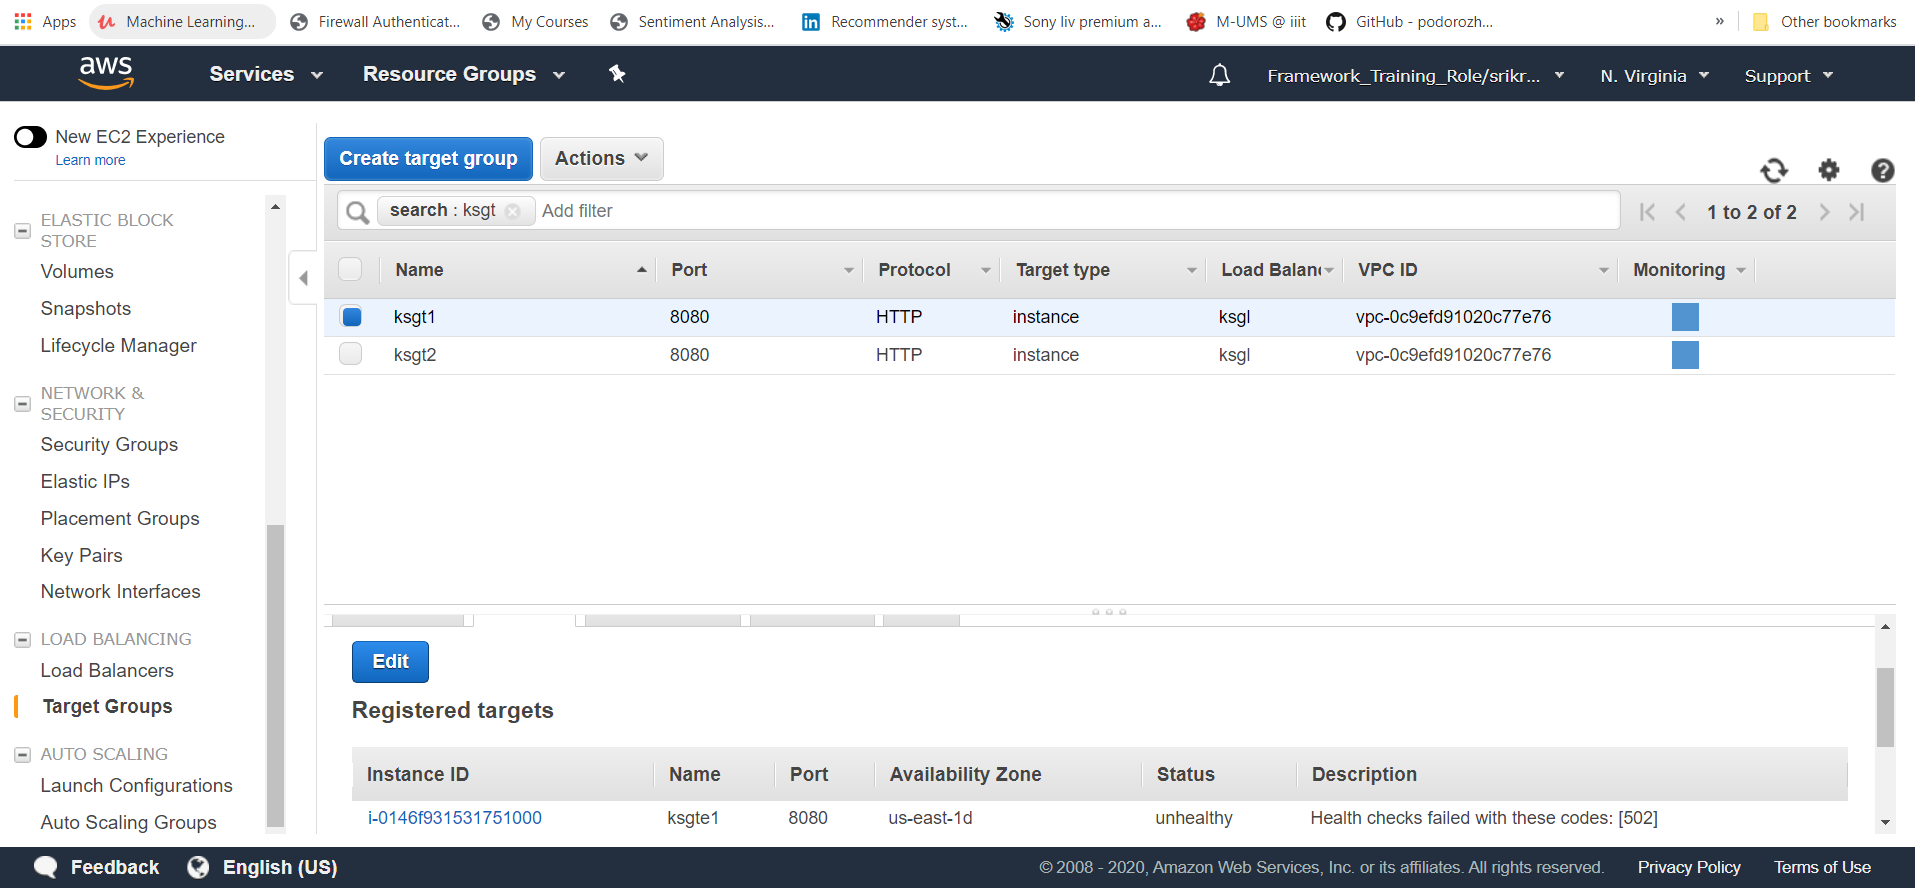 Apps Machine Learning... Firewall Authenticat... My Courses Sentiment Analysis... Recommender syst... Sony liv premium a... M-UMS @ iiit GitHub - podorozh... » Other bookmarks
aws Services Resource Groups Framework_Training_Role/srikr... N. Virginia Support
New EC2 Experience
Learn more
ELASTIC BLOCK
STORE
Volumes
Snapshots
Lifecycle Manager
NETWORK &
SECURITY
Security Groups
Elastic IPs
Placement Groups
Key Pairs
Network Interfaces
LOAD BALANCING
Load Balancers
Target Groups
AUTO SCALING
Launch Configurations
Auto Scaling Groups
Create target group Actions
search : ksgt Add filter 1 to 2 of 2
Name Port Protocol Target type Load Balan VPC ID Monitoring
ksgt1 8080 HTTP instance ksgl vpc-0c9efd91020c77e76
ksgt2 8080 HTTP instance ksgl vpc-0c9efd91020c77e76
Edit
Registered targets
Instance ID Name Port Availability Zone Status Description
i-0146f931531751000 ksgte1 8080 us-east-1d unhealthy Health checks failed with these codes: [502]
Feedback English (US) © 2008 - 2020, Amazon Web Services, Inc. or its affiliates. All rights reserved. Privacy Policy Terms of Use